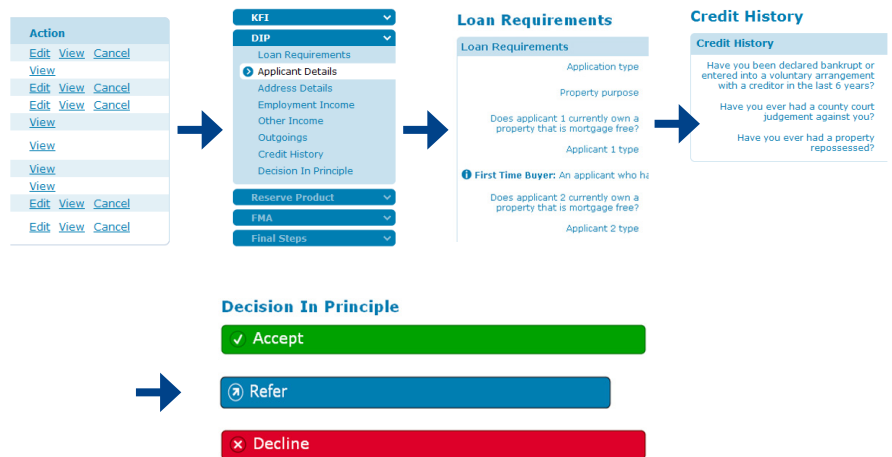 Action
Edit View Cancel
View
Edit View Cancel
Edit View Cancel
View
View
View
View
Edit View Cancel
Edit View Cancel
KFI
DIP
Loan Requirements
Applicant Details
Address Details
Employment Income
Other Income
Outgoings
Credit History
Decision In Principle
Reserve Product
FMA
Final Steps
Loan Requirements
Loan Requirements
Application type
Property purpose
Does applicant 1 currently own a
property that is mortgage free?
Applicant 1 type
First Time Buyer: An applicant who ha
Does applicant 2 currently own a
property that is mortgage free?
Applicant 2 type
Credit History
Credit History
Have you been declared bankrupt or
entered into a voluntary arrangement
with a creditor in the last 6 years?
Have you ever had a county court
judgement against you?
Have you ever had a property
repossessed?
Decision In Principle
Accept
Refer
Decline